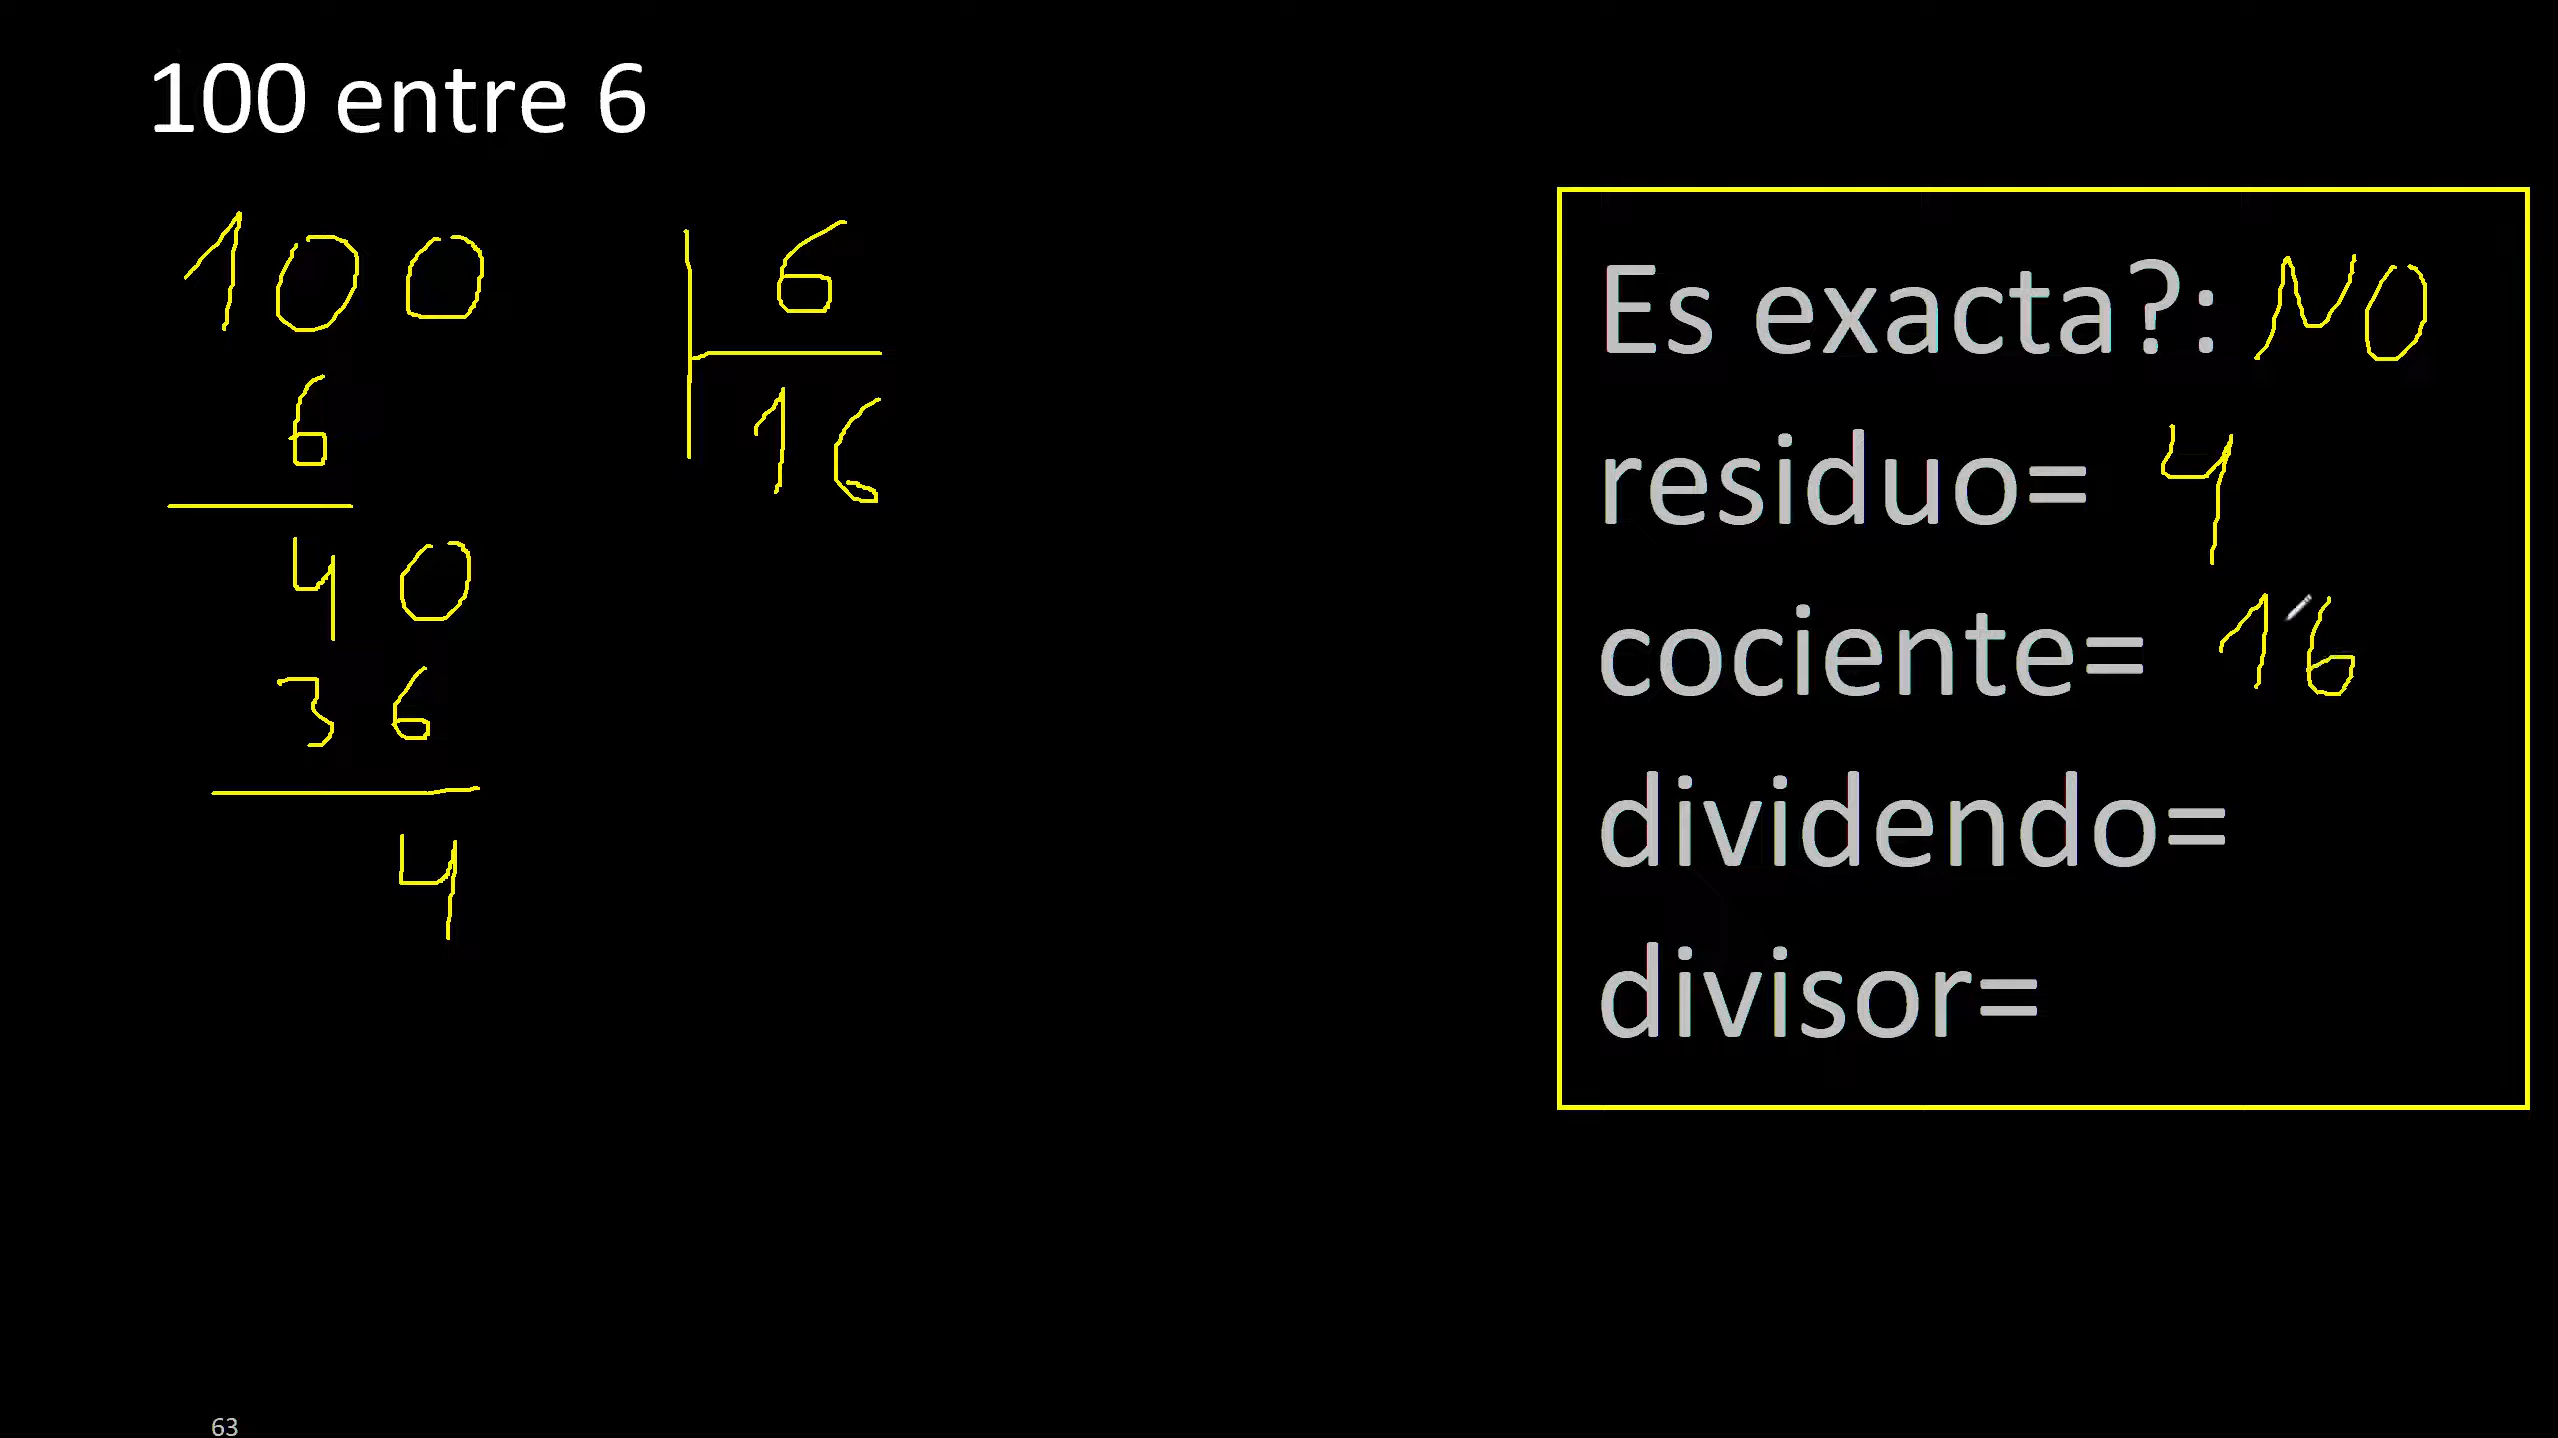 100 entre 6
100 6
6 16
40
36
4
Es exacta?: NO
residuo= 4
cociente= 16
dividendo=
divisor=
63